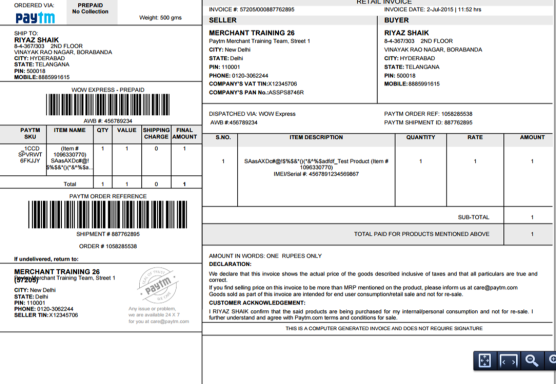 ORDERED VIA:
Paytm
PREPAID
No Collection
Weight: 500 gms
SHIP TO:
RIYAZ SHAIK
8-4-367/303 2ND FLOOR
VINAYAK RAO NAGAR, BORABANDA
CITY: HYDERABAD
STATE: TELANGANA
PIN: 500018
MOBILE:8885991615
WOW EXPRESS - PREPAID
AWB #: 456789234
PAYTM SKU ITEM NAME QTY VALUE SHIPPING CHARGE FINAL AMOUNT
_1CCD
SPVRWT
6FKJJY
(Item #
1096330770)
SAasAXDc#@!
$%$&*()(*&^%$a...
1 1 0 1
Total 1 1 0 1
PAYTM ORDER REFERENCE
SHIPMENT # 887762895
ORDER # 1058285538
If undelivered, return to:
MERCHANT TRAINING 26
(57205)
Paytm Merchant Training Team, Street 1
CITY: New Delhi
STATE: Delhi
PIN: 110001
PHONE: 0120-3062244
SELLER TIN:X12345706
paytm
Any issue or problem,
we are available 24 X 7
for you at care@paytm.com
RETAIL INVOICE
INVOICE #: 57205/000887762895
INVOICE DATE: 2-Jul-2015 | 11:52 hrs
SELLER
MERCHANT TRAINING 26
Paytm Merchant Training Team, Street 1
CITY: New Delhi
STATE: Delhi
PIN: 110001
PHONE: 0120-3062244
COMPANY'S VAT TIN:X12345706
COMPANY'S PAN No.:ASSPS8746R
BUYER
RIYAZ SHAIK
8-4-367/303 2ND FLOOR
VINAYAK RAO NAGAR, BORABANDA
CITY: HYDERABAD
STATE: TELANGANA
PIN: 500018
MOBILE:8885991615
DISPATCHED VIA: WOW Express
AWB #: 456789234
PAYTM ORDER REF: 1058285538
PAYTM SHIPMENT ID: 887762895
S.NO. ITEM DESCRIPTION QUANTITY RATE AMOUNT
1 SAasAXDc#@!$%$&*()(*&^%$adfdf_Test Product (Item #
1096330770)
IMEI/Serial #: 4567891234569867
1 1 1
SUB-TOTAL 1
TOTAL PAID FOR PRODUCTS MENTIONED ABOVE 1
AMOUNT IN WORDS: ONE RUPEES ONLY
DECLARATION:
We declare that this invoice shows the actual price of the goods described inclusive of taxes and that all particulars are true and
correct.
If you find selling price on this invoice to be more than MRP mentioned on the product, please inform us at care@paytm.com
Goods sold as part of this invoice are intended for end user consumption/retail sale and not for re-sale.
CUSTOMER ACKNOWLEDGEMENT:
I RIYAZ SHAIK confirm that the said products are being purchased for my internal/personal consumption and not for re-sale. I
further understand and agree with Paytm.com terms and conditions for sale.
THIS IS A COMPUTER GENERATED INVOICE AND DOES NOT REQUIRE SIGNATURE